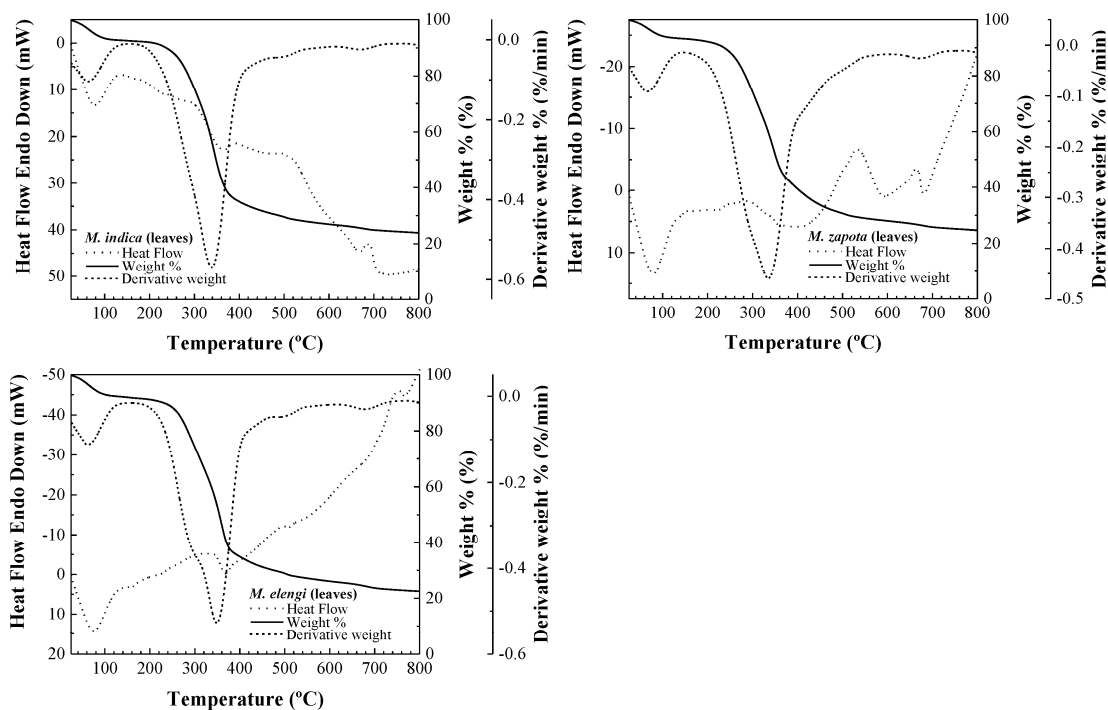 Heat Flow Endo Down (mW)
0
10
20
30
40
50
100 200 300 400 500 600 700 800
Temperature (ºC)
M. indica (leaves)
Heat Flow
Weight %
Derivative weight
100
80
60
40
20
0
Weight % (%)
0.0
-0.2
-0.4
-0.6
Derivative weight % (%/min)
Heat Flow Endo Down (mW)
-20
-10
0
10
100 200 300 400 500 600 700 800
Temperature (ºC)
M. zapota (leaves)
Heat Flow
Weight %
Derivative weight
100
80
60
40
20
0
Weight % (%)
0.0
-0.1
-0.2
-0.3
-0.4
-0.5
Derivative weight % (%/min)
Heat Flow Endo Down (mW)
-50
-40
-30
-20
-10
0
10
20
100 200 300 400 500 600 700 800
Temperature (ºC)
M. elengi (leaves)
Heat Flow
Weight %
Derivative weight
100
80
60
40
20
0
Weight % (%)
0.0
-0.2
-0.4
-0.6
Derivative weight % (%/min)